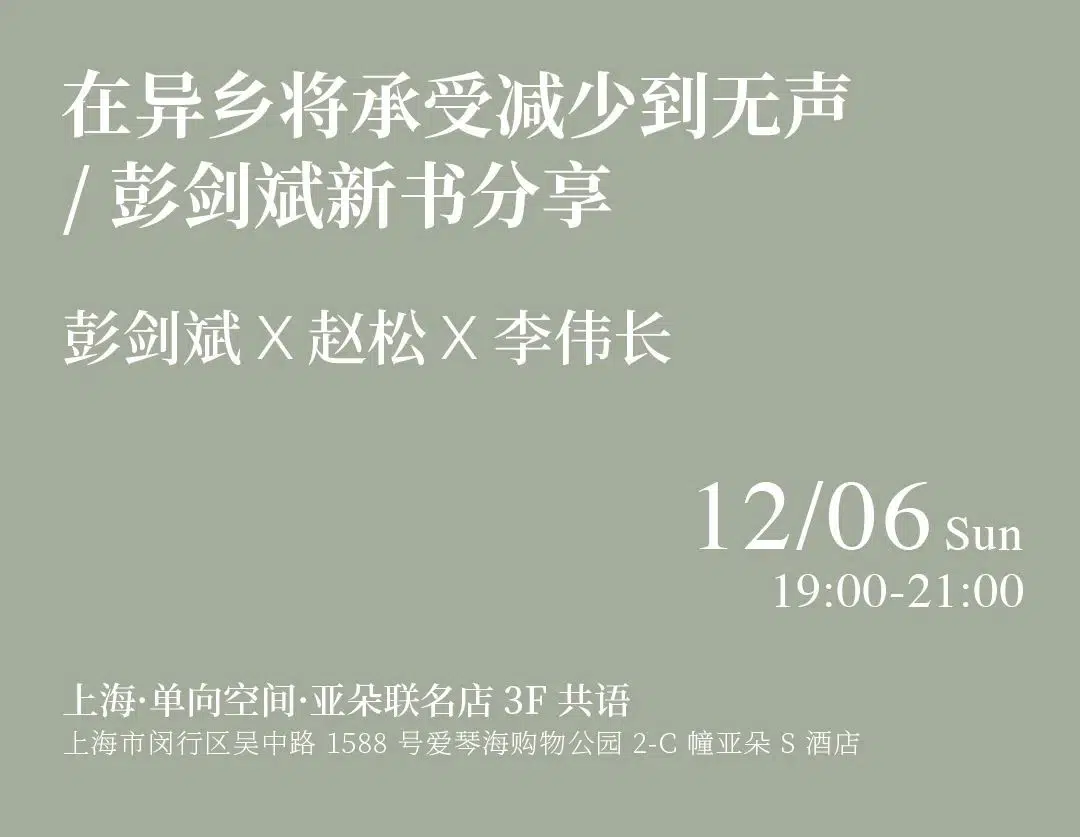 在异乡将承受减少到无声
/ 彭剑斌新书分享
彭剑斌 X 赵松 X 李伟长
12/06 Sun
19:00-21:00
上海·单向空间·亚朵联名店 3F 共语
上海市闵行区吴中路 1588 号爱琴海购物公园 2-C 幢亚朵 S 酒店